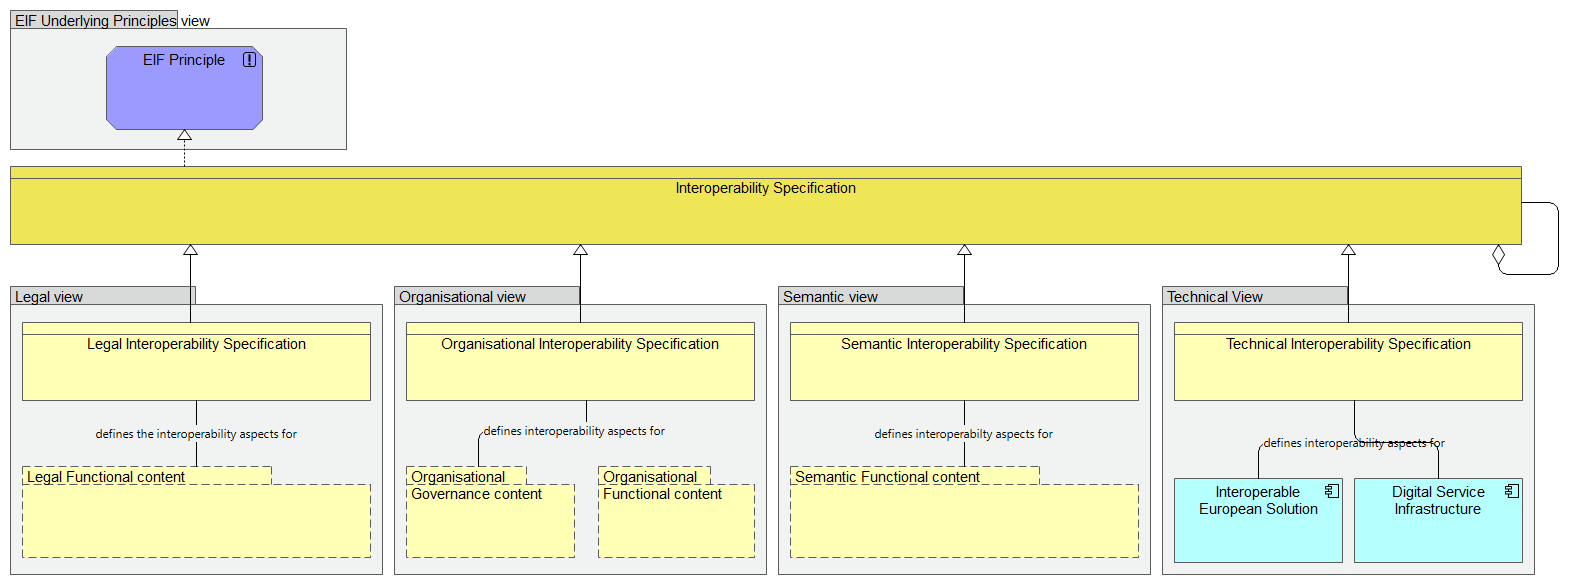 EIF Underlying Principles view
EIF Principle
Interoperability Specification
Legal view
Legal Interoperability Specification
defines the interoperability aspects for
Legal Functional content
Organisational view
Organisational Interoperability Specification
defines interoperability aspects for
Organisational
Governance content
Organisational
Functional content
Semantic view
Semantic Interoperability Specification
defines interoperability aspects for
Semantic Functional content
Technical View
Technical Interoperability Specification
defines interoperability aspects for
Interoperable
European Solution
Digital Service
Infrastructure